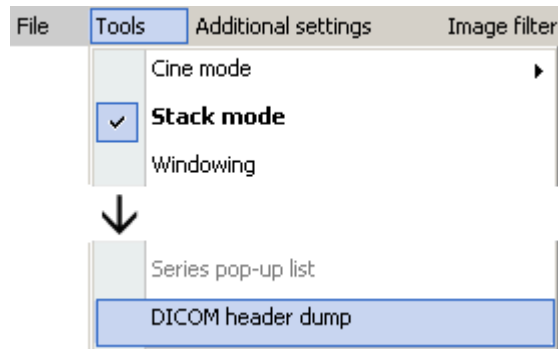 File Tools Additional settings Image filter
Cine mode
Stack mode
Windowing
Series pop-up list
DICOM header dump